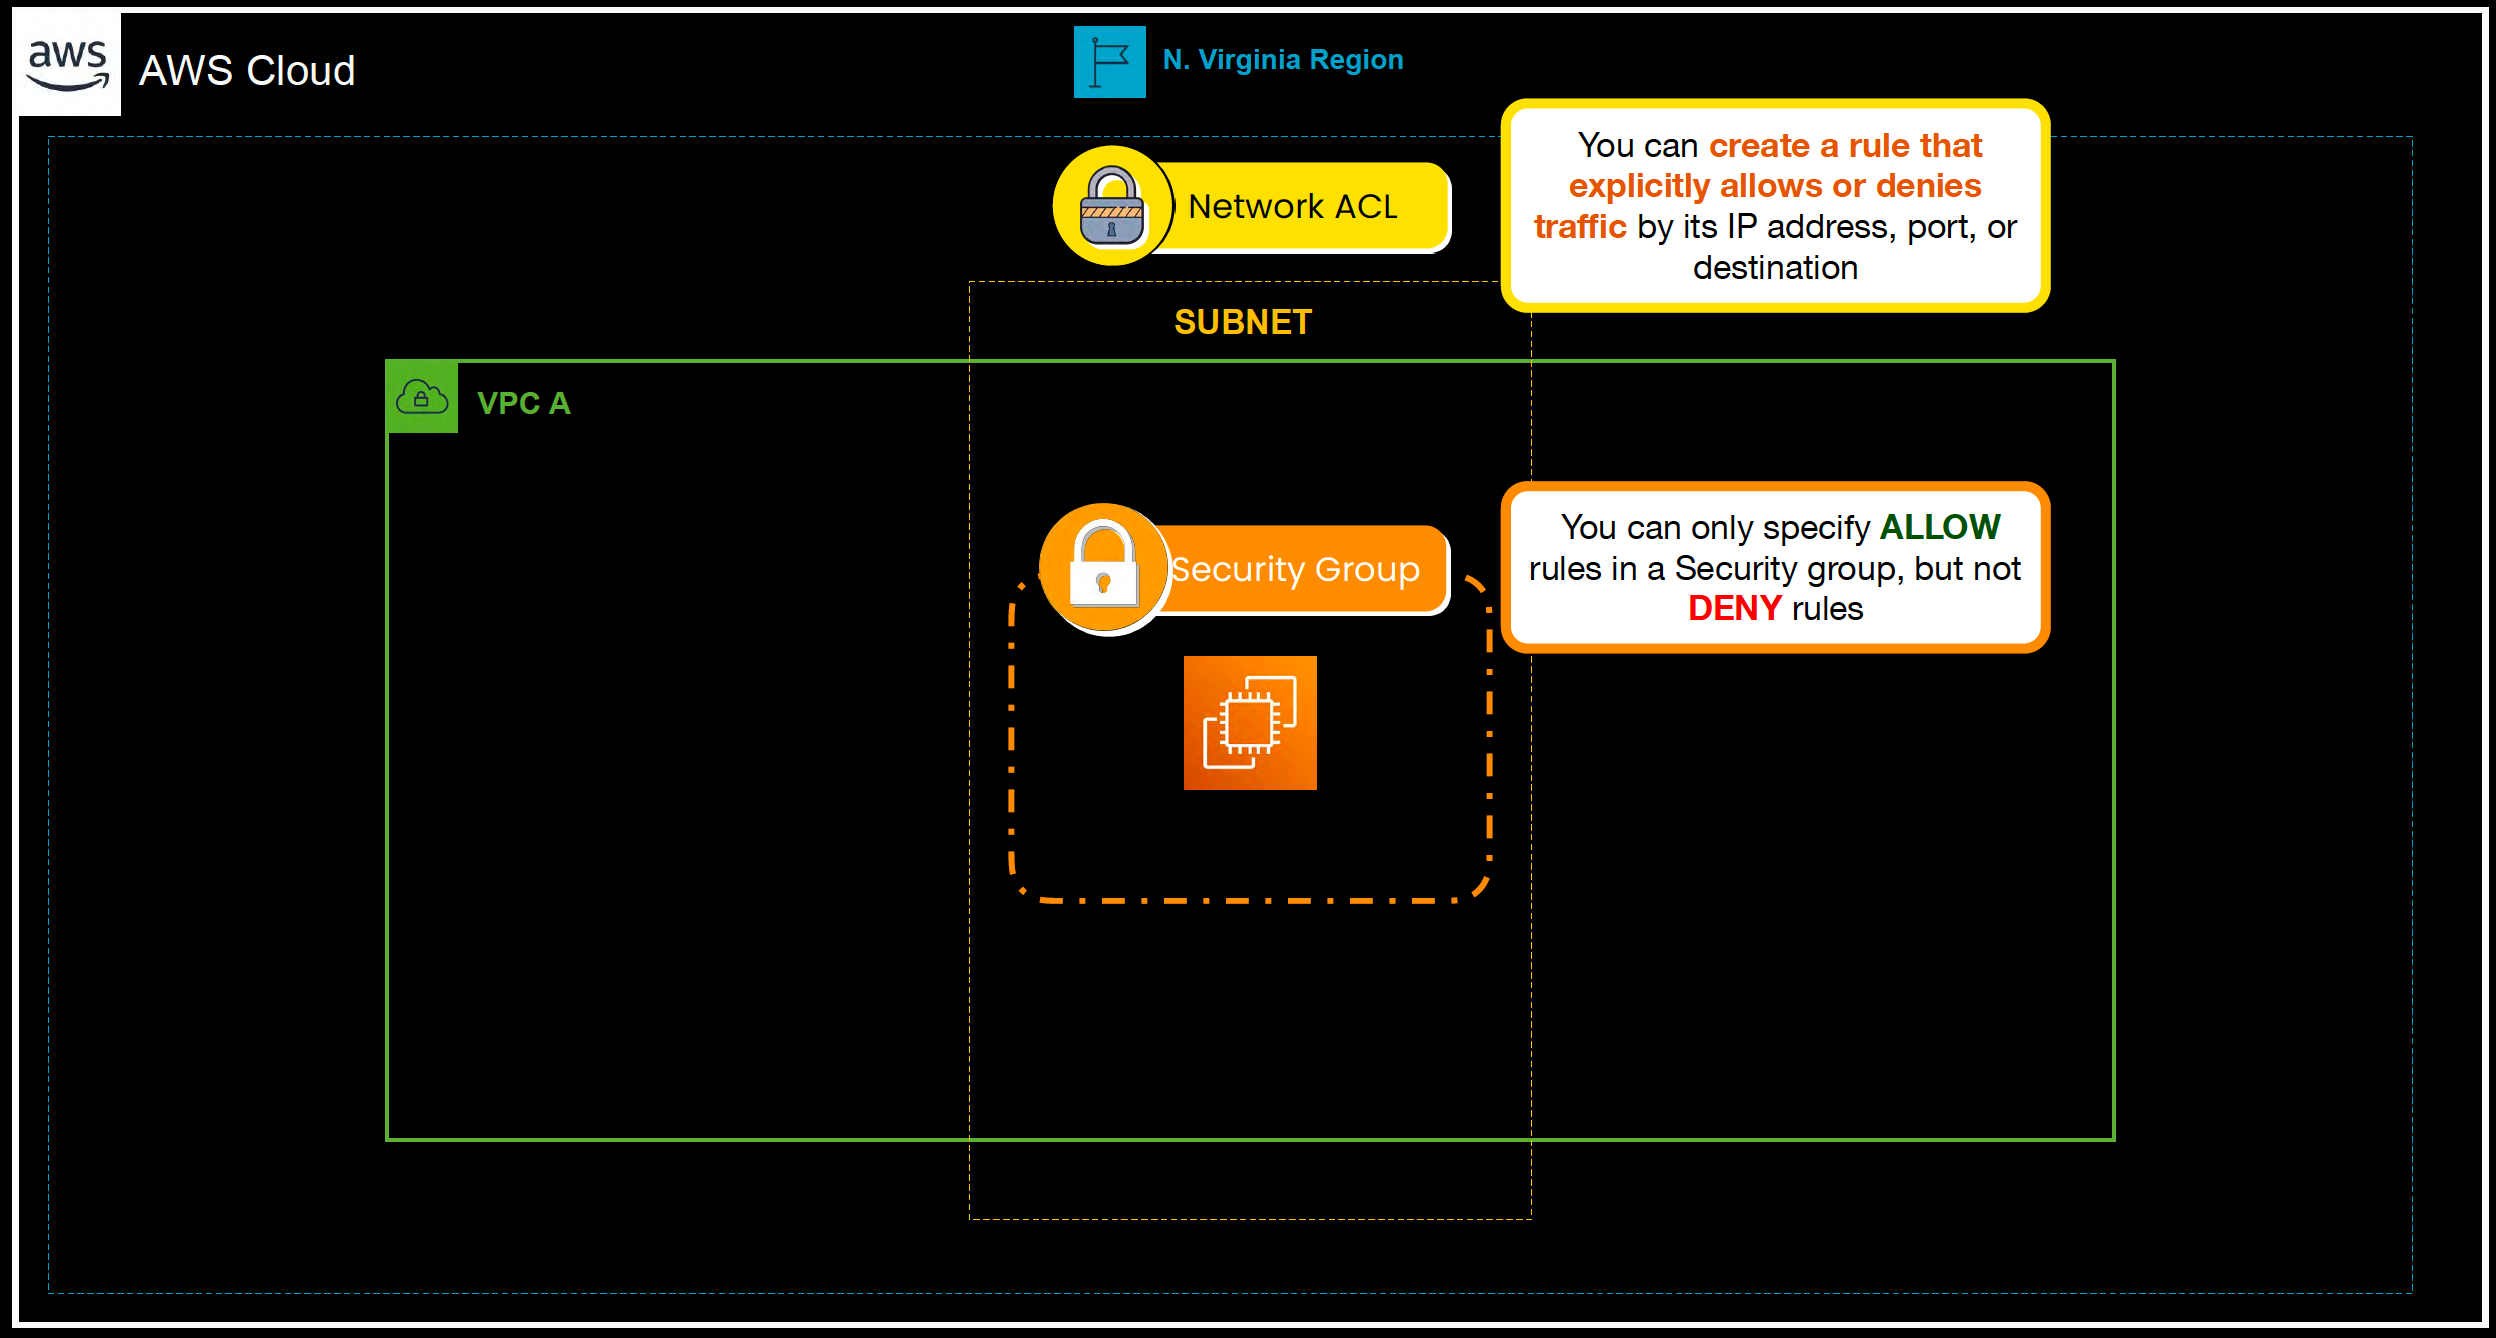 aws
AWS Cloud
N. Virginia Region
Network ACL
You can create a rule that
explicitly allows or denies
traffic by its IP address, port, or
destination
SUBNET
VPC A
Security Group
You can only specify ALLOW
rules in a Security group, but not
DENY rules